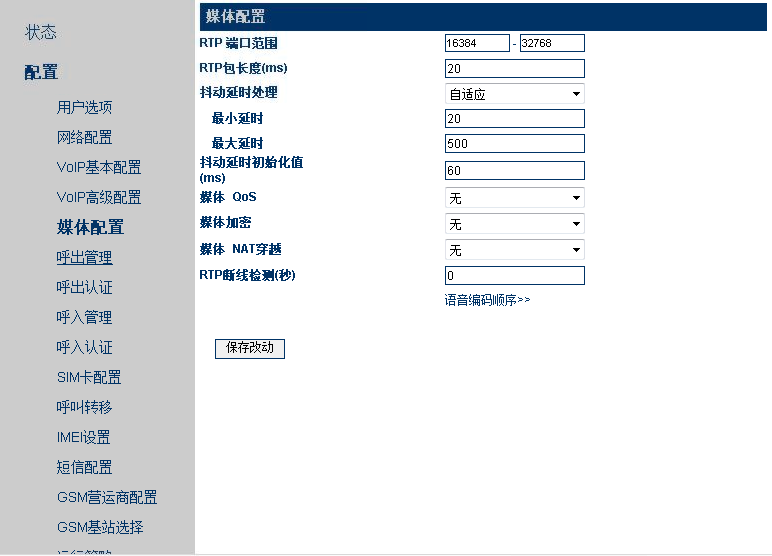 状态
配置
用户选项
网络配置
VoIP基本配置
VoIP高级配置
媒体配置
呼出管理
呼出认证
呼入管理
呼入认证
SIM卡配置
呼叫转移
IMEI设置
短信配置
GSM营运商配置
GSM基站选择
媒体配置
RTP 端口范围 16384 - 32768
RTP包长度(ms) 20
抖动延时处理 自适应
最小延时 20
最大延时 500
抖动延时初始化值
(ms) 60
媒体 QoS 无
媒体加密 无
媒体 NAT穿越 无
RTP断线检测(秒) 0
语音编码顺序>>
保存改动